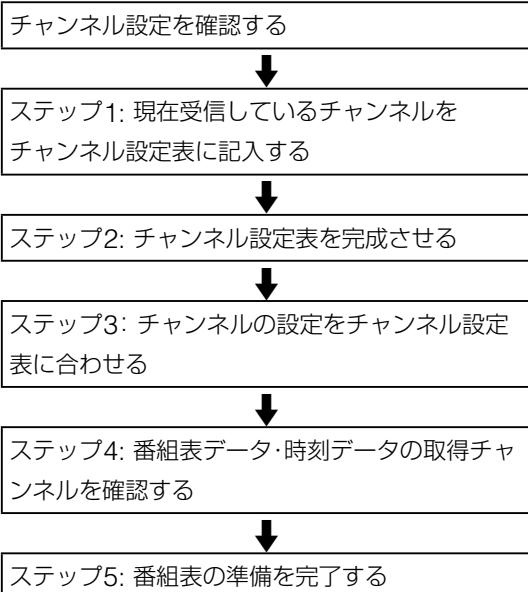 チャンネル設定を確認する
ステップ1: 現在受信しているチャンネルを
チャンネル設定表に記入する
ステップ2: チャンネル設定表を完成させる
ステップ3: チャンネルの設定をチャンネル設定
表に合わせる
ステップ4: 番組表データ・時刻データの取得チャ
ンネルを確認する
ステップ5: 番組表の準備を完了する